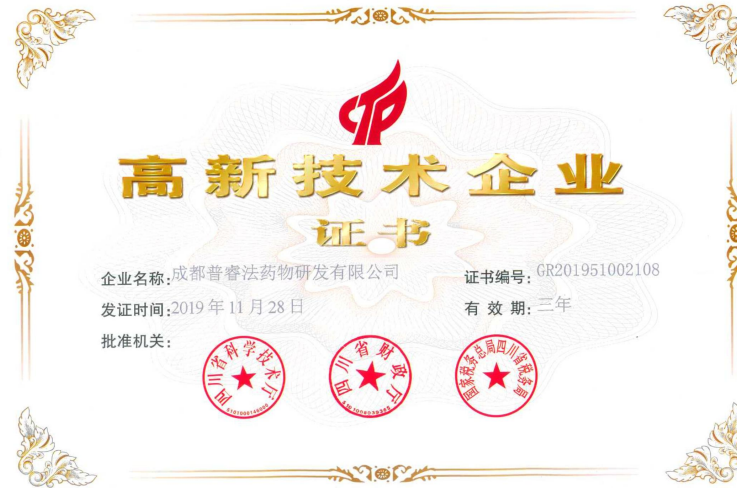 高新技术企业
证书
企业名称:成都普睿法药物研发有限公司
证书编号:GR201951002108
发证时间:2019年11月28日
有效期:三年
批准机关:
四川省科学技术厅
四川省财政厅
国家税务总局四川省税务局